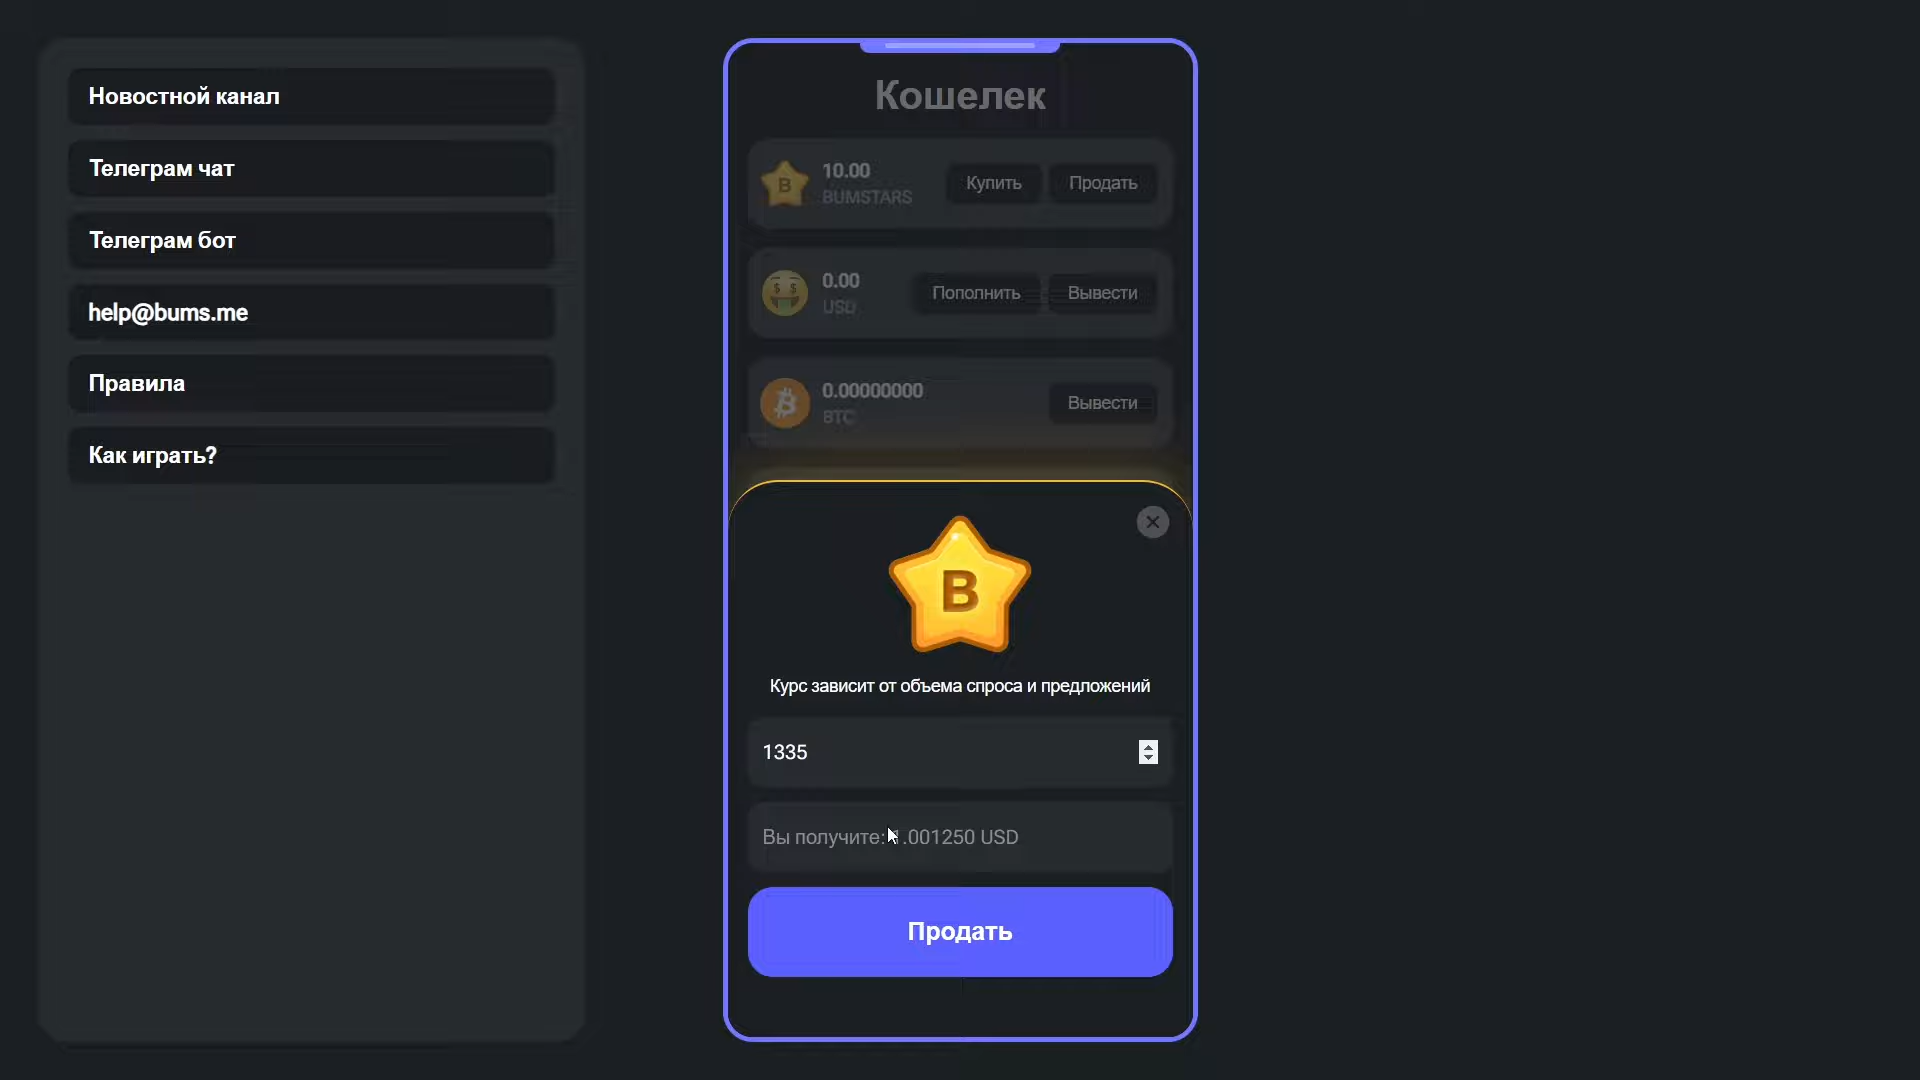 Новостной канал
Телеграм чат
Телеграм бот
help@bums.me
Правила
Как играть?
Кошелек
B
10.00
BUMSTARS
Купить
Продать
0.00
USD
Пополнить
Вывести
0.00000000
BTC
Вывести
B
Курс зависит от объема спроса и предложений
1335
Вы получите: 1.001250 USD
Продать